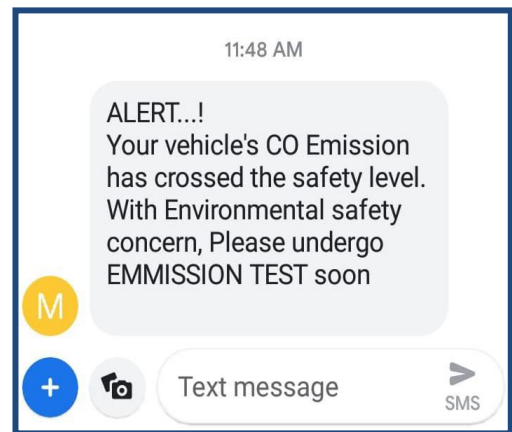 11:48 AM
ALERT...!
Your vehicle's CO Emission
has crossed the safety level.
With Environmental safety
concern, Please undergo
EMMISSION TEST soon
M
Text message
SMS